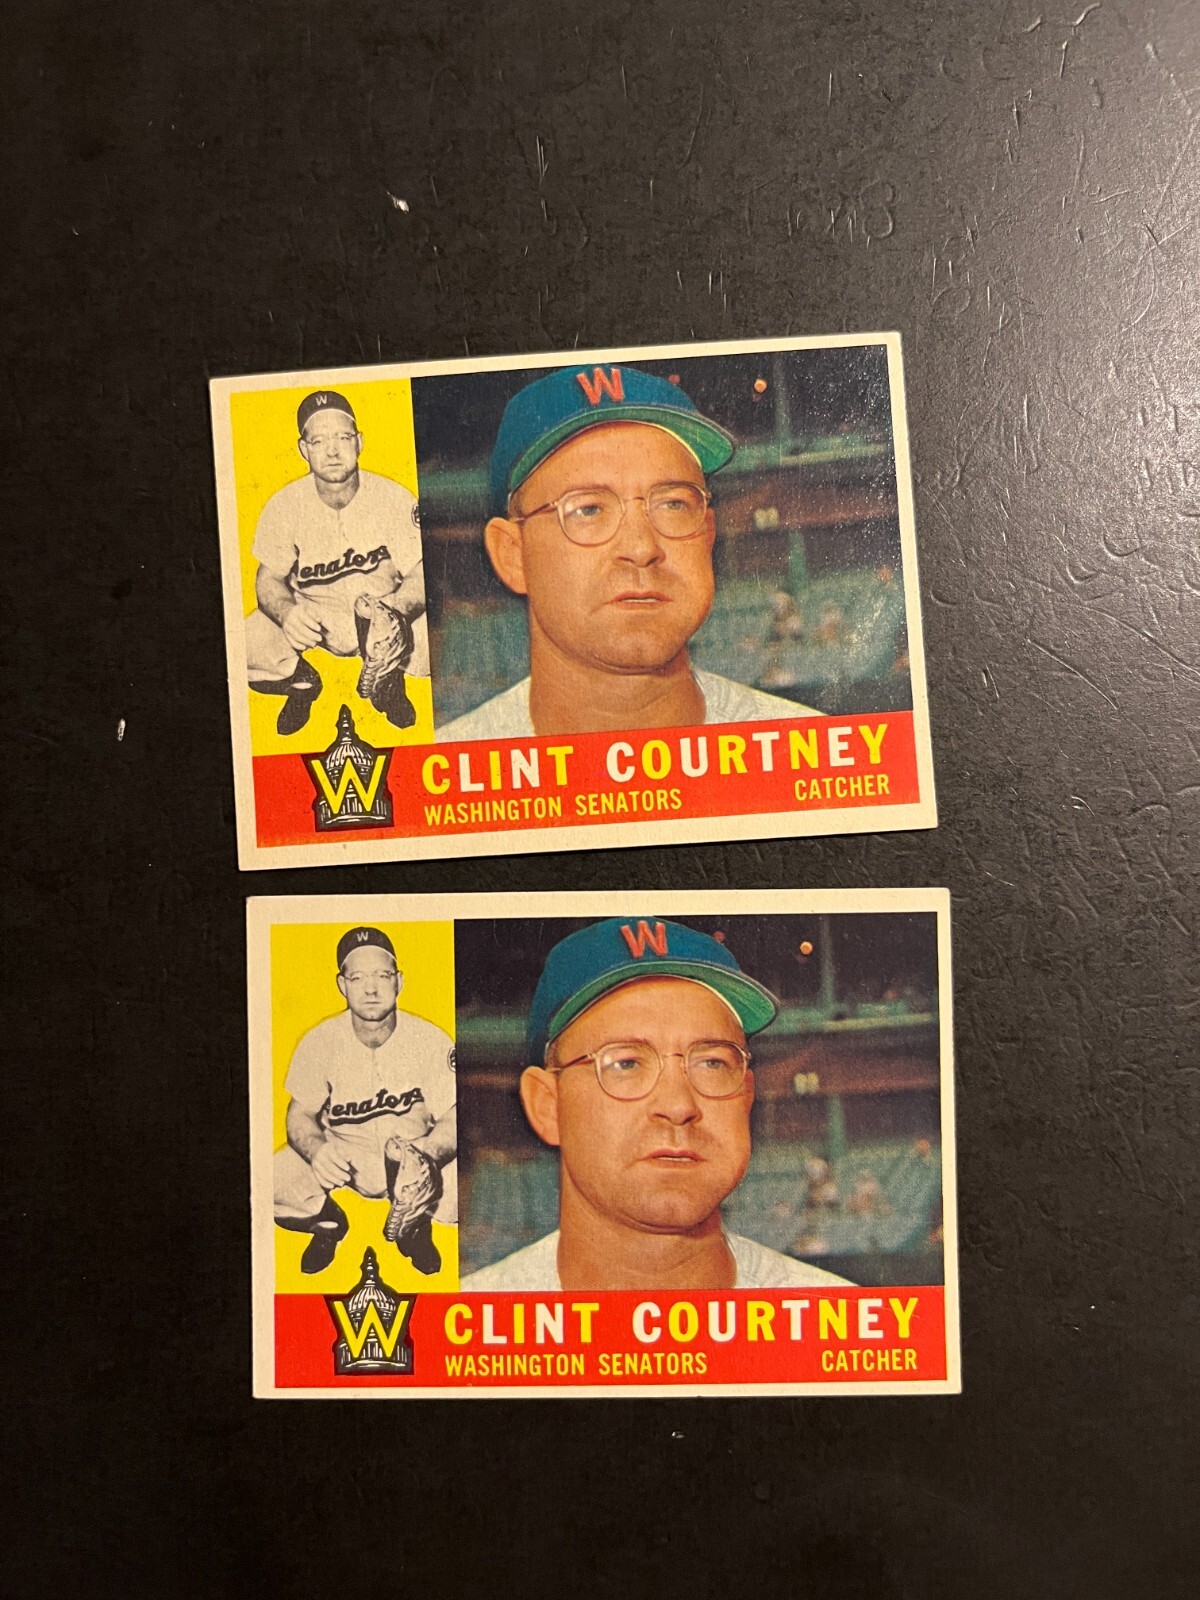 W
W
Senators
W
CLINT COURTNEY
WASHINGTON SENATORS CATCHER
W
W
Senators
W
CLINT COURTNEY
WASHINGTON SENATORS CATCHER